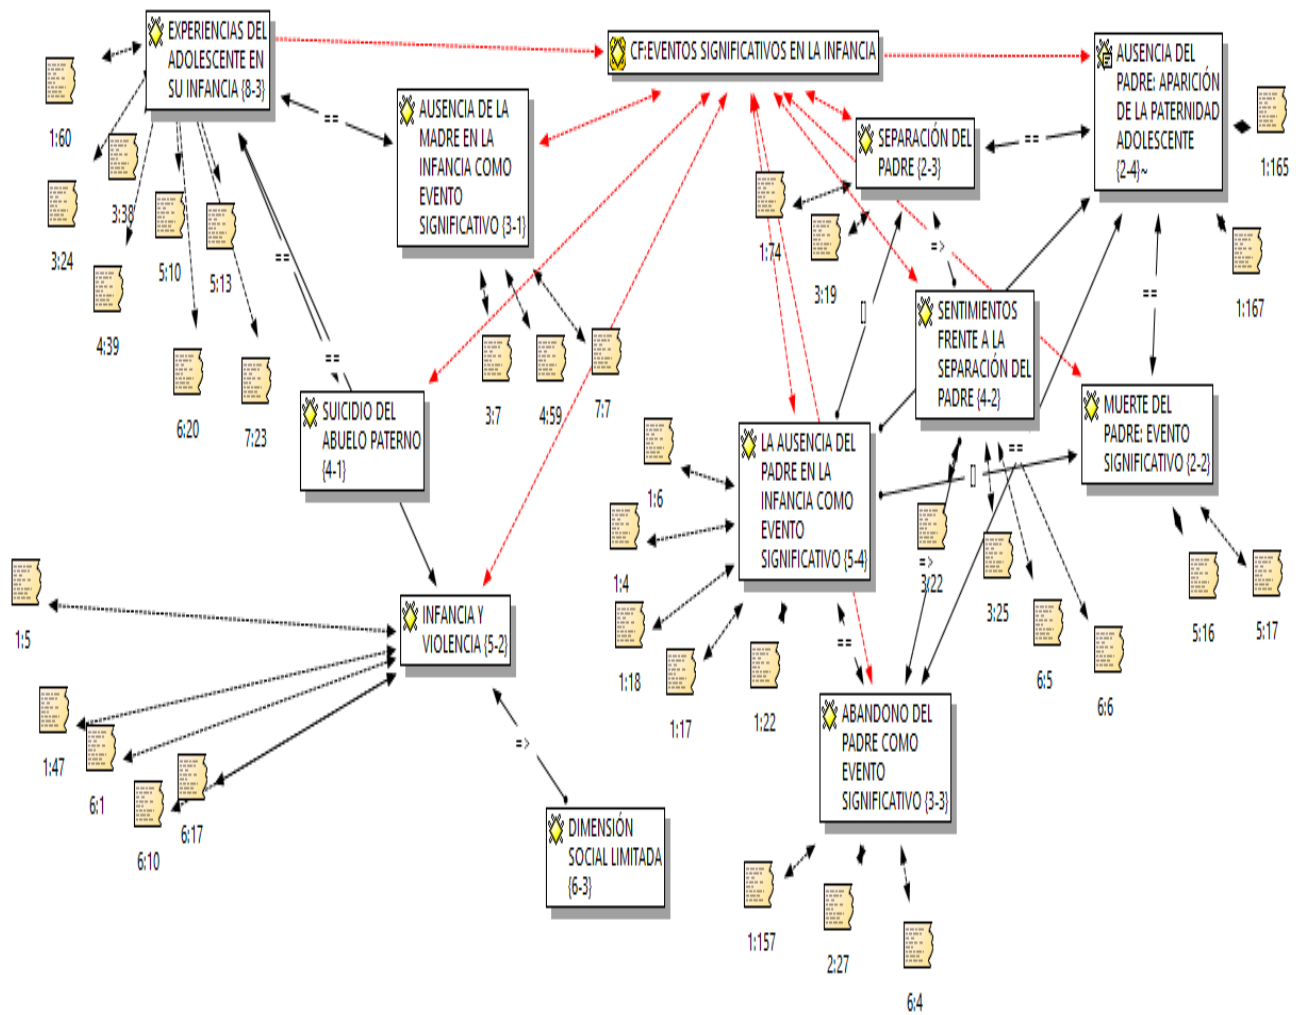 EXPERIENCIAS DEL
ADOLESCENTE EN
SU INFANCIA {8-3}
CF:EVENTOS SIGNIFICATIVOS EN LA INFANCIA
AUSENCIA DEL
PADRE: APARICIÓN
DE LA PATERNIDAD
ADOLESCENTE
{2-4}~
AUSENCIA DE LA
MADRE EN LA
INFANCIA COMO
EVENTO
SIGNIFICATIVO {3-1}
SEPARACIÓN DEL
PADRE {2-3}
1:60
3:38
3:24
5:10
5:13
4:39
6:20
7:23
==
==
==
1:74
3:19
==
=>
[]
1:165
1:167
==
SENTIMIENTOS
FRENTE A LA
SEPARACIÓN DEL
PADRE {4-2}
3:7
4:59
7:7
SUICIDIO DEL
ABUELO PATERNO
{4-1}
MUERTE DEL
PADRE: EVENTO
SIGNIFICATIVO {2-2}
LA AUSENCIA DEL
PADRE EN LA
INFANCIA COMO
EVENTO
SIGNIFICATIVO {5-4}
==
[]
=>
1:6
1:4
1:18
1:17
1:22
==
3:22
3:25
6:5
6:6
5:16
5:17
INFANCIA Y
VIOLENCIA {5-2}
1:5
1:47
6:1
6:10
6:17
=>
DIMENSIÓN
SOCIAL LIMITADA
{6-3}
ABANDONO DEL
PADRE COMO
EVENTO
SIGNIFICATIVO {3-3}
1:157
2:27
6:4